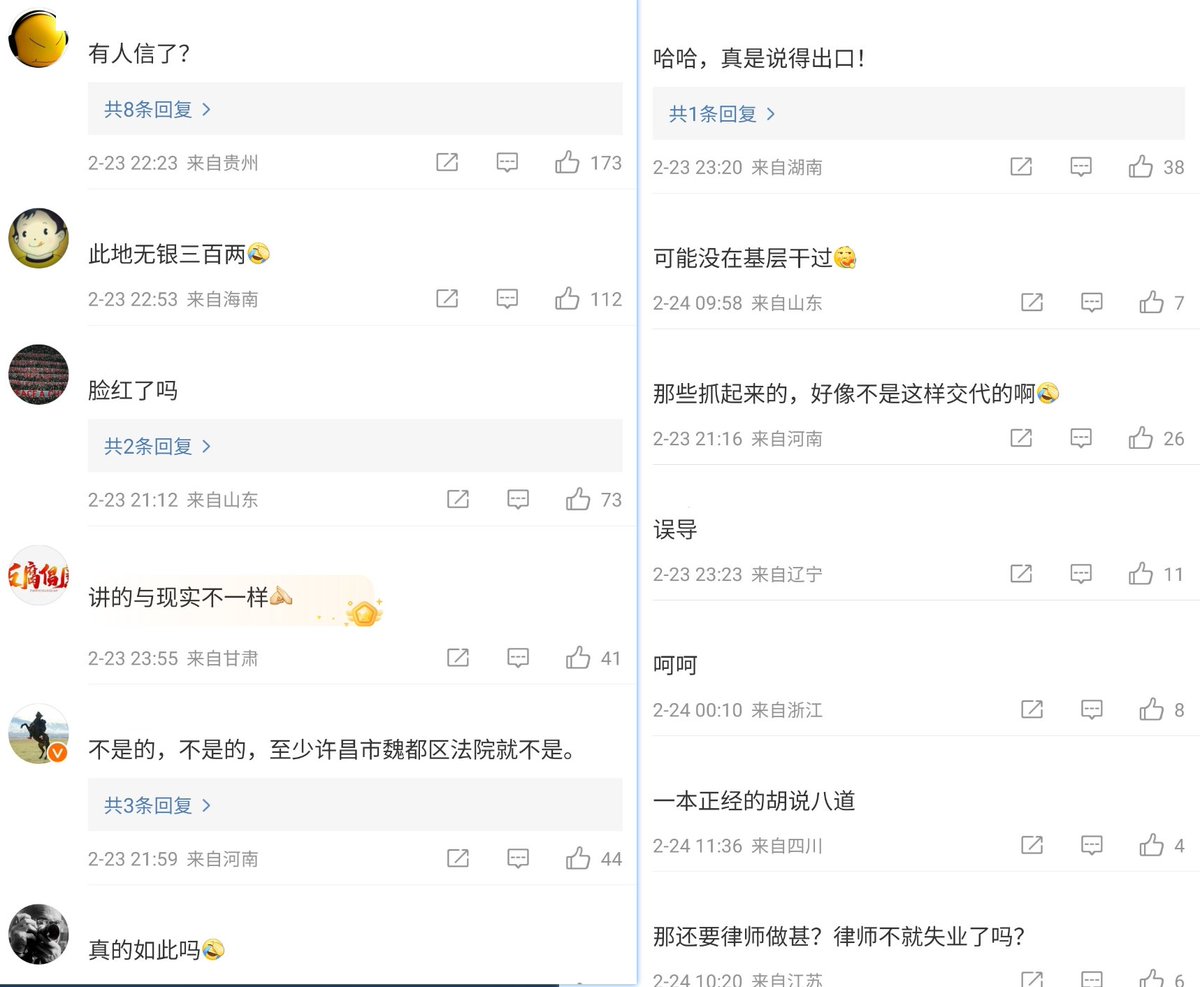 有人信了?
共8条回复 >
2-23 22:23 来自贵州
173
此地无银三百两🤣
2-23 22:53 来自海南
112
脸红了吗
共2条回复 >
2-23 21:12 来自山东
73
讲的与现实不一样
2-23 23:55 来自甘肃
41
不是的，不是的，至少许昌市魏都区法院就不是。
共3条回复 >
2-23 21:59 来自河南
44
真的如此吗🤣
哈哈，真是说得出口！
共1条回复 >
2-23 23:20 来自湖南
38
可能没在基层干过🤔
2-24 09:58 来自山东
7
那些抓起来的，好像不是这样交代的啊🤣
2-23 21:16 来自河南
26
误导
2-23 23:23 来自辽宁
11
呵呵
2-24 00:10 来自浙江
8
一本正经的胡说八道
2-24 11:36 来自四川
4
那还要律师做甚？律师不就失业了吗？
2-24 10:20 来自江苏
6